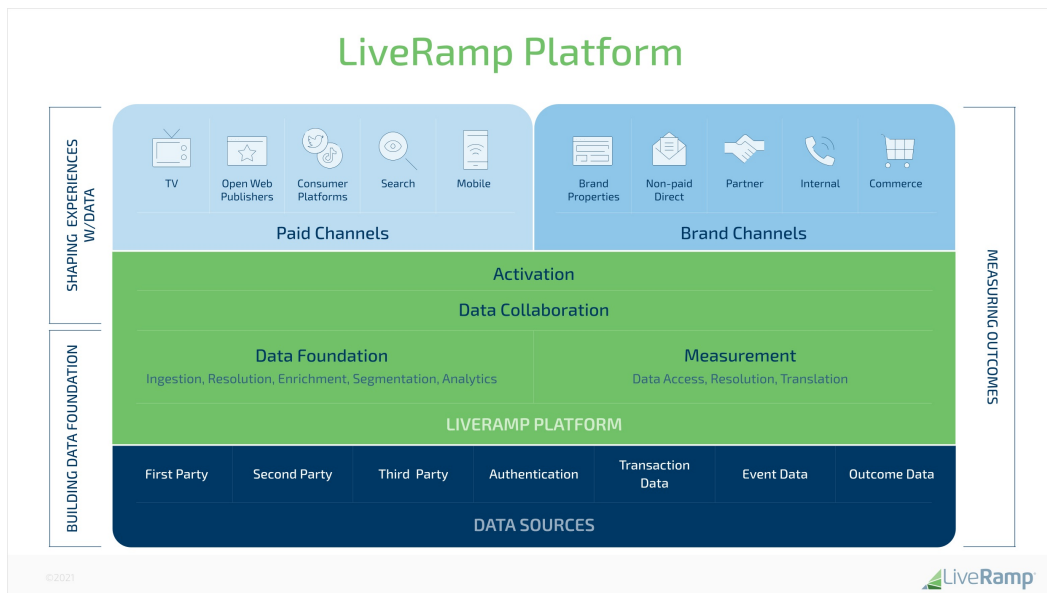 LiveRamp Platform
SHAPING EXPERIENCES
W/DATA
TV
Open Web
Publishers
Consumer
Platforms
Search
Mobile
Paid Channels
Brand
Properties
Non-paid
Direct
Partner
Internal
Commerce
Brand Channels
Activation
Data Collaboration
Data Foundation
Ingestion, Resolution, Enrichment, Segmentation, Analytics
Measurement
Data Access, Resolution, Translation
LIVERAMP PLATFORM
BUILDING DATA FOUNDATION
First Party
Second Party
Third Party
Authentication
Transaction
Data
Event Data
Outcome Data
DATA SOURCES
MEASURING OUTCOMES
©2021
LiveRamp